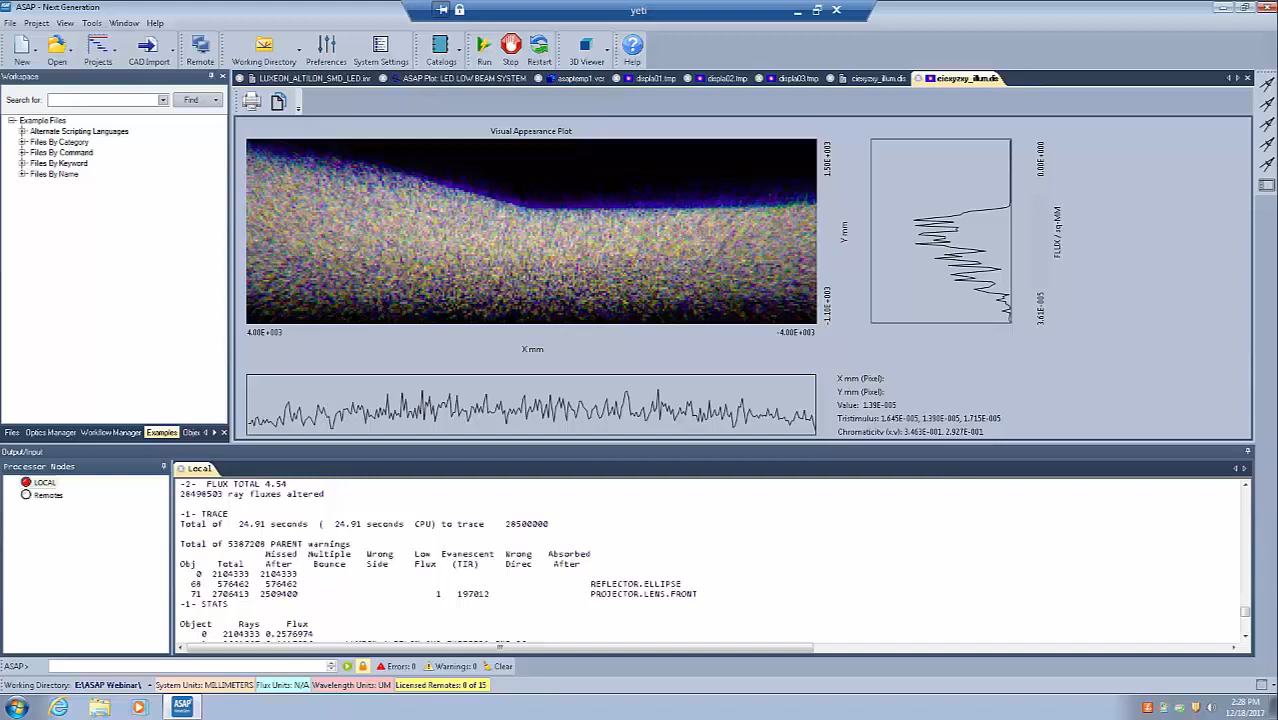 ASAP - Next Generation
yeti
File Project View Tools Window Help
New Open Projects CAD Import Remote Working Directory Preferences System Settings Catalogs Run Stop Restart 3D Viewer Help
Workspace
LUXEON_ALTILON_SMD_LED.inr ASAP Plot: LED LOW BEAM SYSTEM asaptemp1.vcr displa01.tmp displa02.tmp displa03.tmp ciexyzxy_illum.dis ciexyzxy_illum.dis
Search for: Find
Example Files
Alternate Scripting Languages
Files By Category
Files By Command
Files By Keyword
Files By Name
Visual Appearance Plot
1.50E+003
Y mm
-1.10E+003
4.00E+003 -4.00E+003
X mm
0.00E+000
FLUX / sq-MM
3.61E-005
X mm (Pixel):
Y mm (Pixel):
Value: 1.39E-005
Tristimulus: 1.645E-005, 1.390E-005, 1.715E-005
Chromaticity (x,y): 3.463E-001, 2.927E-001
Files Optics Manager Workflow Manager Examples Objec
Output/Input
Processor Nodes
LOCAL
Remotes
Local
-2- FLUX TOTAL 4.54
28498503 ray fluxes altered
-1- TRACE
Total of 24.91 seconds ( 24.91 seconds CPU) to trace 28500000
Total of 5387208 PARENT warnings
Missed Multiple Wrong Low Evanescent Wrong Absorbed
Obj Total After Bounce Side Flux (TIR) Direc After
0 2104333 2104333
68 576462 576462 REFLECTOR.ELLIPSE
71 2706413 2509400 1 197012 PROJECTOR.LENS.FRONT
-1- STATS
Object Rays Flux
0 2104333 0.2576974
ASAP> Errors: 0 Warnings: 0 Clear
Working Directory: E:\ASAP Webinar\ System Units: MILLIMETERS Flux Units: N/A Wavelength Units: UM Licensed Remotes: 0 of 15
2:28 PM
12/18/2017